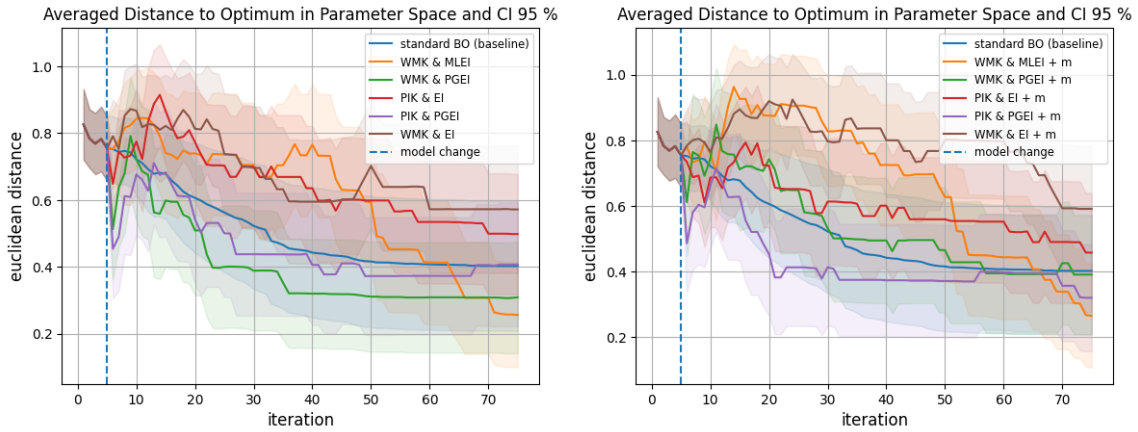 Averaged Distance to Optimum in Parameter Space and CI 95 %
1.0
0.8
0.6
0.4
0.2
euclidean distance
0 10 20 30 40 50 60 70
iteration
standard BO (baseline)
WMK & MLEI
WMK & PGEI
PIK & EI
PIK & PGEI
WMK & EI
model change
Averaged Distance to Optimum in Parameter Space and CI 95 %
1.0
0.8
0.6
0.4
0.2
euclidean distance
0 10 20 30 40 50 60 70
iteration
standard BO (baseline)
WMK & MLEI + m
WMK & PGEI + m
PIK & EI + m
PIK & PGEI + m
WMK & EI + m
model change